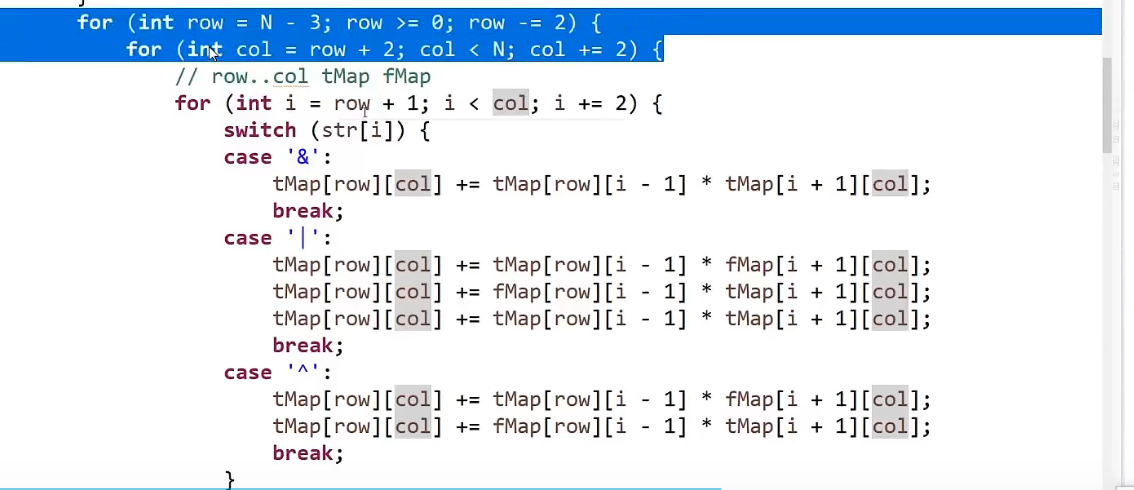 }
for (int row = N - 3; row >= 0; row -= 2) {
for (int col = row + 2; col < N; col += 2) {
// row..col tMap fMap
for (int i = row + 1; i < col; i += 2) {
switch (str[i]) {
case '&':
tMap[row][col] += tMap[row][i - 1] * tMap[i + 1][col];
break;
case '|':
tMap[row][col] += tMap[row][i - 1] * fMap[i + 1][col];
tMap[row][col] += fMap[row][i - 1] * tMap[i + 1][col];
tMap[row][col] += tMap[row][i - 1] * tMap[i + 1][col];
break;
case '^':
tMap[row][col] += tMap[row][i - 1] * fMap[i + 1][col];
tMap[row][col] += fMap[row][i - 1] * tMap[i + 1][col];
break;
}